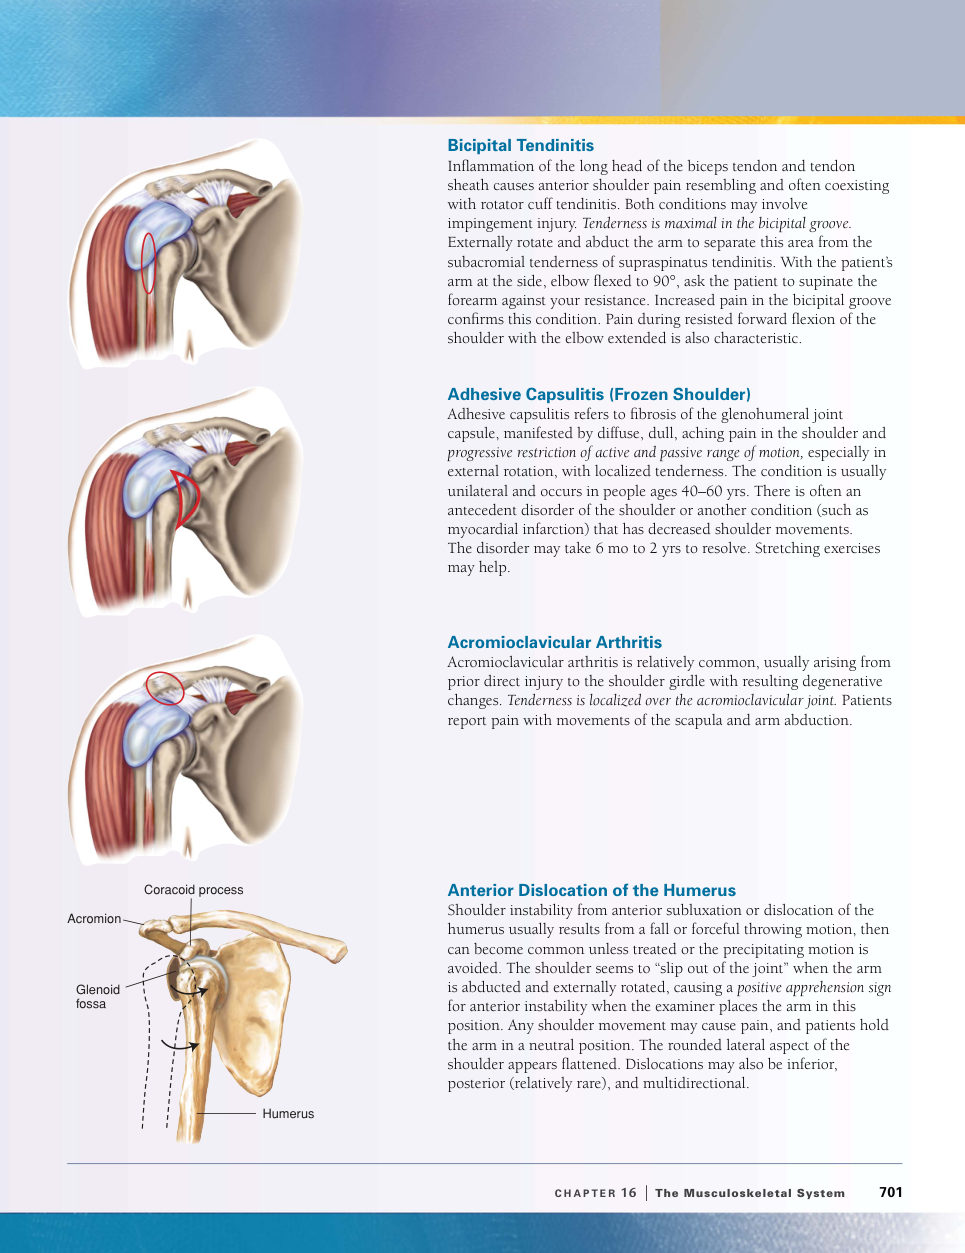 Bicipital Tendinitis
Inflammation of the long head of the biceps tendon and tendon
sheath causes anterior shoulder pain resembling and often coexisting
with rotator cuff tendinitis. Both conditions may involve
impingement injury. Tenderness is maximal in the bicipital groove.
Externally rotate and abduct the arm to separate this area from the
subacromial tenderness of supraspinatus tendinitis. With the patient’s
arm at the side, elbow flexed to 90°, ask the patient to supinate the
forearm against your resistance. Increased pain in the bicipital groove
confirms this condition. Pain during resisted forward flexion of the
shoulder with the elbow extended is also characteristic.
Adhesive Capsulitis (Frozen Shoulder)
Adhesive capsulitis refers to fibrosis of the glenohumeral joint
capsule, manifested by diffuse, dull, aching pain in the shoulder and
progressive restriction of active and passive range of motion, especially in
external rotation, with localized tenderness. The condition is usually
unilateral and occurs in people ages 40–60 yrs. There is often an
antecedent disorder of the shoulder or another condition (such as
myocardial infarction) that has decreased shoulder movements.
The disorder may take 6 mo to 2 yrs to resolve. Stretching exercises
may help.
Acromioclavicular Arthritis
Acromioclavicular arthritis is relatively common, usually arising from
prior direct injury to the shoulder girdle with resulting degenerative
changes. Tenderness is localized over the acromioclavicular joint. Patients
report pain with movements of the scapula and arm abduction.
Coracoid process
Acromion
Glenoid
fossa
Humerus
Anterior Dislocation of the Humerus
Shoulder instability from anterior subluxation or dislocation of the
humerus usually results from a fall or forceful throwing motion, then
can become common unless treated or the precipitating motion is
avoided. The shoulder seems to “slip out of the joint” when the arm
is abducted and externally rotated, causing a positive apprehension sign
for anterior instability when the examiner places the arm in this
position. Any shoulder movement may cause pain, and patients hold
the arm in a neutral position. The rounded lateral aspect of the
shoulder appears flattened. Dislocations may also be inferior,
posterior (relatively rare), and multidirectional.
CHAPTER 16 | The Musculoskeletal System 701